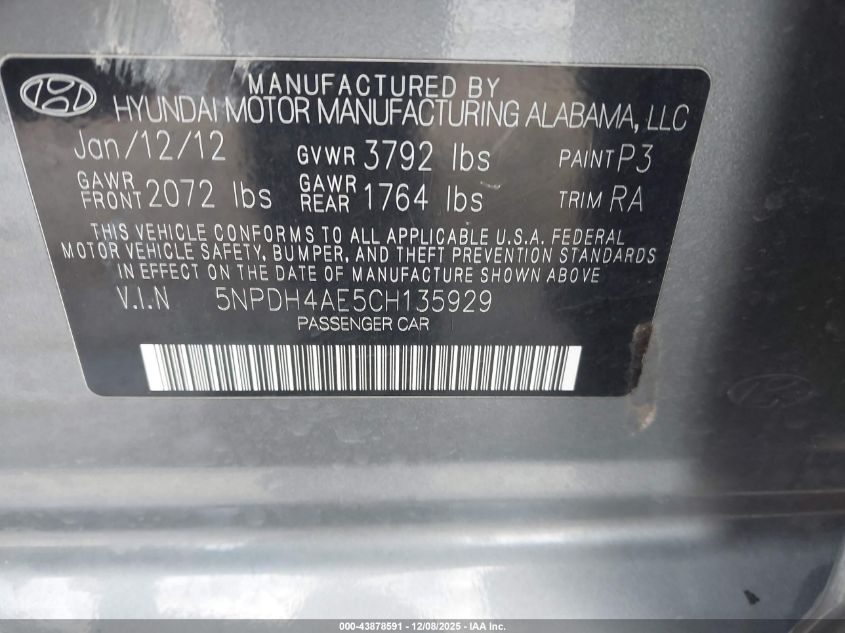 MANUFACTURED BY
HYUNDAI MOTOR MANUFACTURING ALABAMA, LLC
Jan/12/12 GVWR 3792 lbs PAINT P3
GAWR FRONT 2072 lbs GAWR REAR 1764 lbs TRIM RA
THIS VEHICLE CONFORMS TO ALL APPLICABLE U.S.A. FEDERAL
MOTOR VEHICLE SAFETY, BUMPER, AND THEFT PREVENTION STANDARDS
IN EFFECT ON THE DATE OF MANUFACTURE SHOWN ABOVE
V.I.N 5NPDH4AE5CH135929
PASSENGER CAR
000-43878591 - 12/08/2025 - IAA Inc.